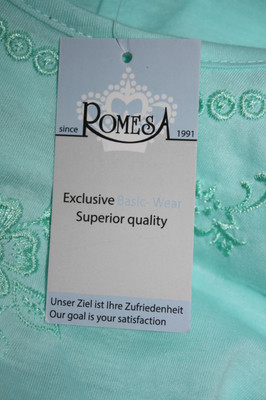 since ROMESA 1991
Exclusive Basic- Wear
Superior quality
Unser Ziel ist Ihre Zufriedenheit
Our goal is your satisfaction